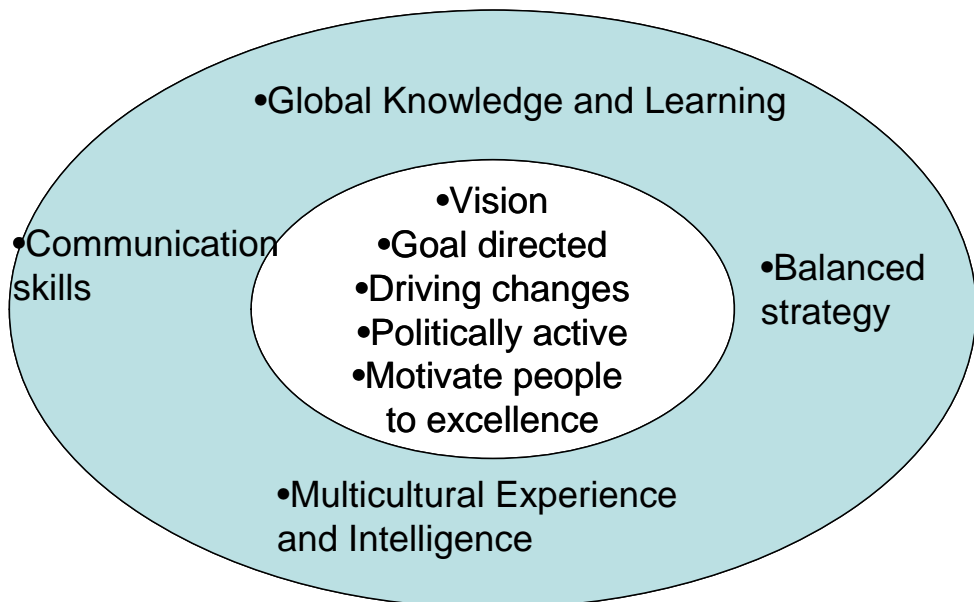 •Global Knowledge and Learning
•Communication
skills
•Vision
•Goal directed
•Driving changes
•Politically active
•Motivate people
to excellence
•Balanced
strategy
•Multicultural Experience
and Intelligence